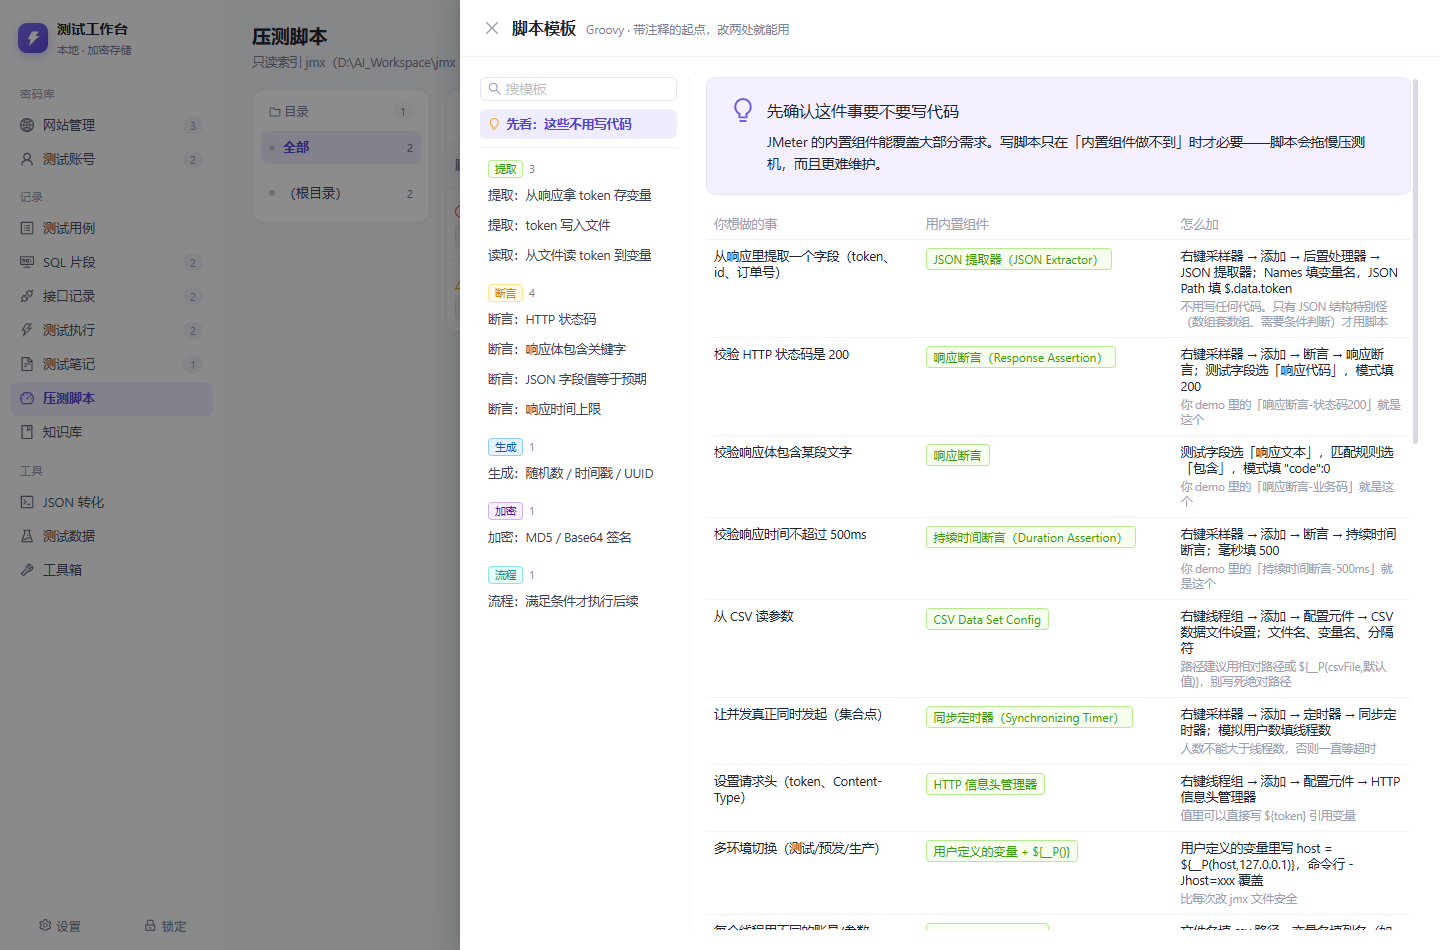 测试工作台
本地 · 加密存储
密码库
网站管理 3
测试账号 2
记录
测试用例
SQL 片段 2
接口记录 2
测试执行 2
测试笔记 1
压测脚本
知识库
工具
JSON 转化
测试数据
工具箱
设置
锁定
压测脚本
只读索引 jmx（D:\AI_Workspace\jmx
目录 1
全部 2
（根目录） 2
脚本模板 Groovy · 带注释的起点，改两处就能用
搜模板
先看：这些不用写代码
提取 3
提取：从响应拿 token 存变量
提取：token 写入文件
读取：从文件读 token 到变量
断言 4
断言：HTTP 状态码
断言：响应体包含关键字
断言：JSON 字段值等于预期
断言：响应时间上限
生成 1
生成：随机数 / 时间戳 / UUID
加密 1
加密：MD5 / Base64 签名
流程 1
流程：满足条件才执行后续
先确认这件事要不要写代码
JMeter 的内置组件能覆盖大部分需求。写脚本只在「内置组件做不到」时才必要——脚本会拖慢压测
机，而且更难维护。
你想做的事 用内置组件 怎么加
从响应里提取一个字段（token、
id、订单号）
JSON 提取器（JSON Extractor）
右键采样器 → 添加 → 后置处理器 →
JSON 提取器；Names 填变量名，JSON
Path 填 $.data.token
不用写任何代码。只有 JSON 结构特别怪
（数组套数组、需要条件判断）才用脚本
校验 HTTP 状态码是 200
响应断言（Response Assertion）
右键采样器 → 添加 → 断言 → 响应断
言；测试字段选「响应代码」，模式填
200
你 demo 里的「响应断言-状态码200」就是
这个
校验响应体包含某段文字
响应断言
测试字段选「响应文本」，匹配规则选
「包含」，模式填 "code":0
你 demo 里的「响应断言-业务码」就是这
个
校验响应时间不超过 500ms
持续时间断言（Duration Assertion）
右键采样器 → 添加 → 断言 → 持续时间
断言；毫秒填 500
你 demo 里的「持续时间断言-500ms」就
是这个
从 CSV 读参数
CSV Data Set Config
右键线程组 → 添加 → 配置元件 → CSV
数据文件设置；文件名、变量名、分隔
符
路径建议用相对路径或 ${__P(csvFile,默认
值)}，别写死绝对路径
让并发真正同时发起（集合点）
同步定时器（Synchronizing Timer）
右键采样器 → 添加 → 定时器 → 同步定
时器；模拟用户数填线程数
人数不能大于线程数，否则一直等超时
设置请求头（token、Content-
Type）
HTTP 信息头管理器
右键线程组 → 添加 → 配置元件 → HTTP
信息头管理器
值里可以直接写 ${token} 引用变量
多环境切换（测试/预发/生产）
用户定义的变量 + ${__P()}
用户定义的变量里写 host =
${__P(host,127.0.0.1)}，命令行 -
Jhost=xxx 覆盖
比每次改 jmx 文件安全
每个线程用不同的账号/参数
文件名填 csv 路径，变量名填列名（如